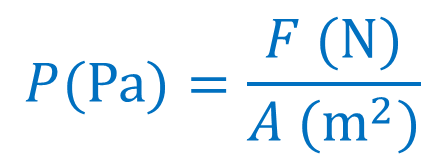 P(Pa) = F (N) / A (m²)